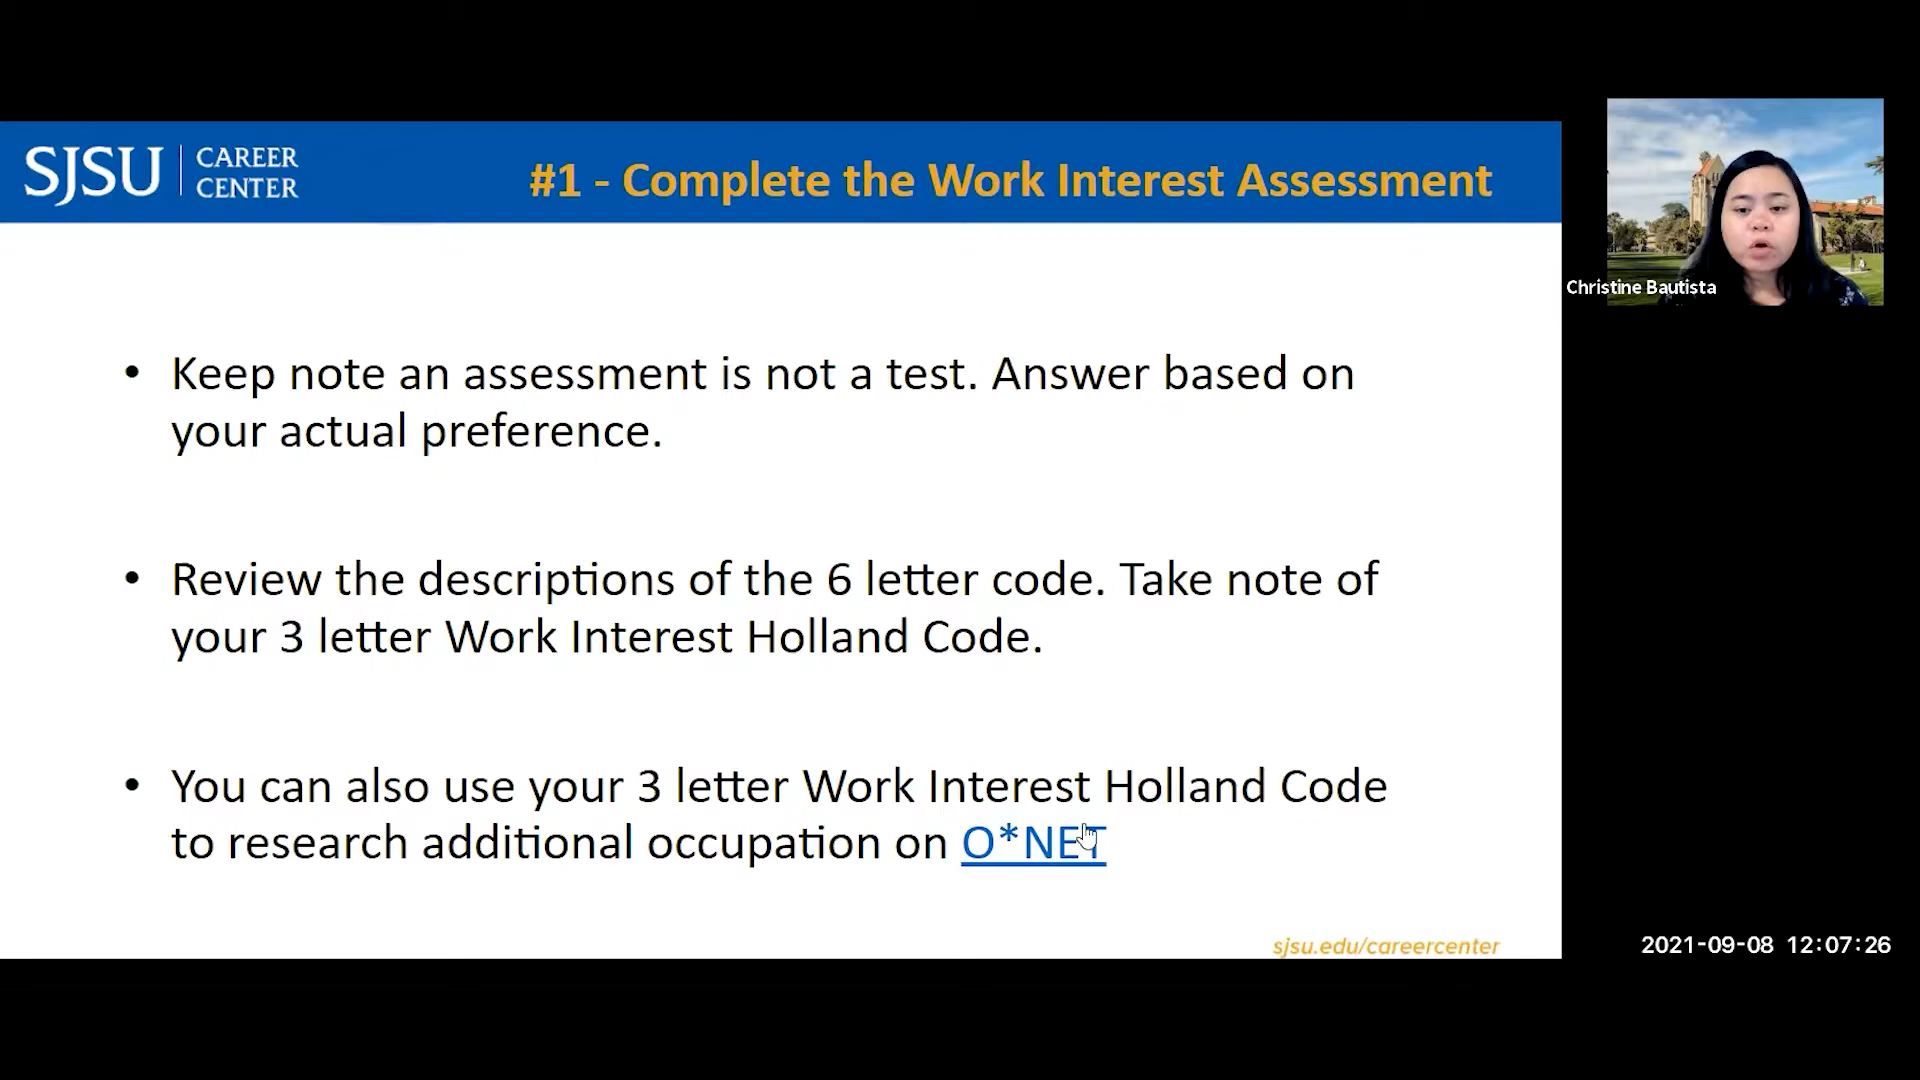 SJSU CAREER CENTER
#1 - Complete the Work Interest Assessment
• Keep note an assessment is not a test. Answer based on
your actual preference.
• Review the descriptions of the 6 letter code. Take note of
your 3 letter Work Interest Holland Code.
• You can also use your 3 letter Work Interest Holland Code
to research additional occupation on O*NET
sjsu.edu/careercenter
Christine Bautista
2021-09-08 12:07:26